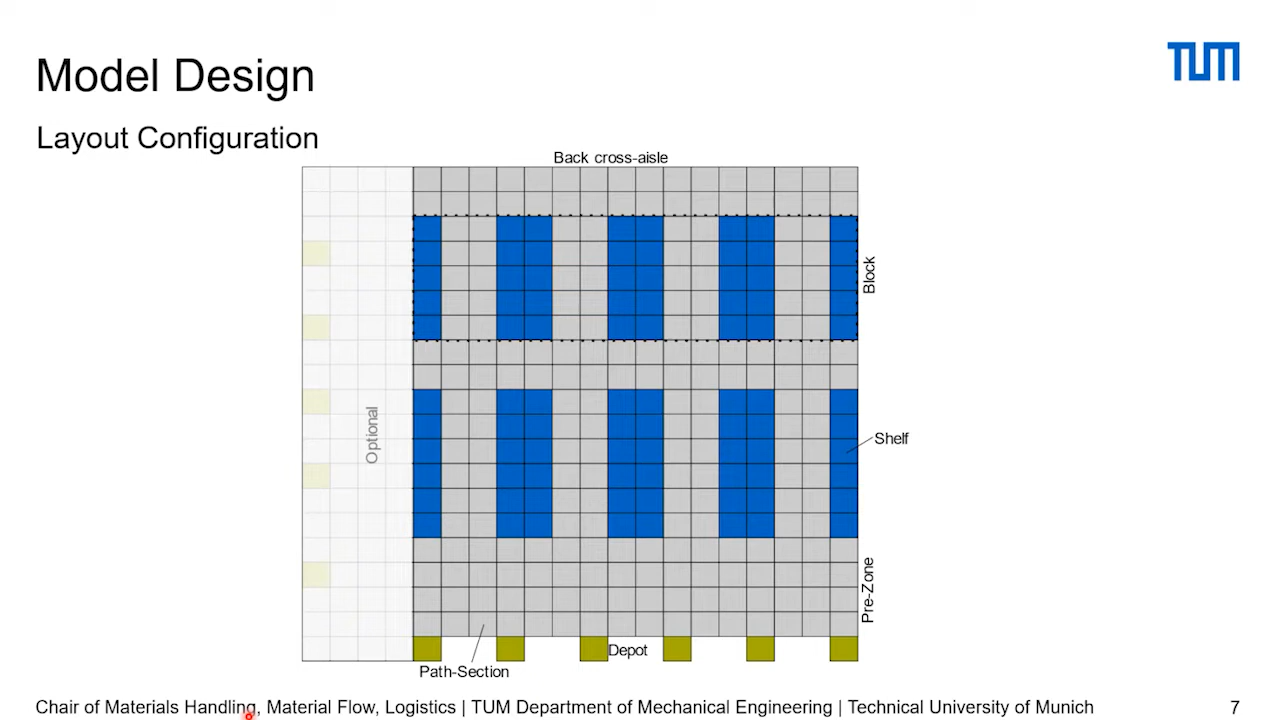 Model Design
TUM
Layout Configuration
Back cross-aisle
Block
Optional
Shelf
Pre-Zone
Depot
Path-Section
Chair of Materials Handling, Material Flow, Logistics | TUM Department of Mechanical Engineering | Technical University of Munich
7